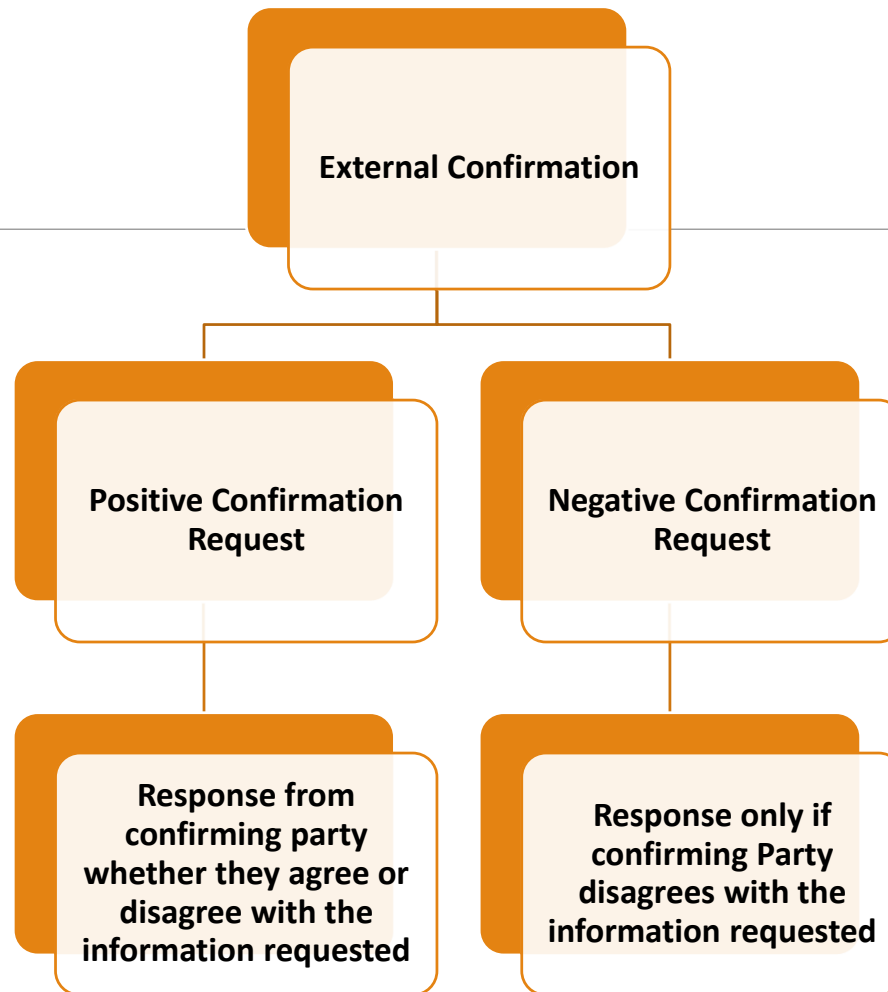 External Confirmation
Positive Confirmation
Request
Negative Confirmation
Request
Response from
confirming party
whether they agree or
disagree with the
information requested
Response only if
confirming Party
disagrees with the
information requested